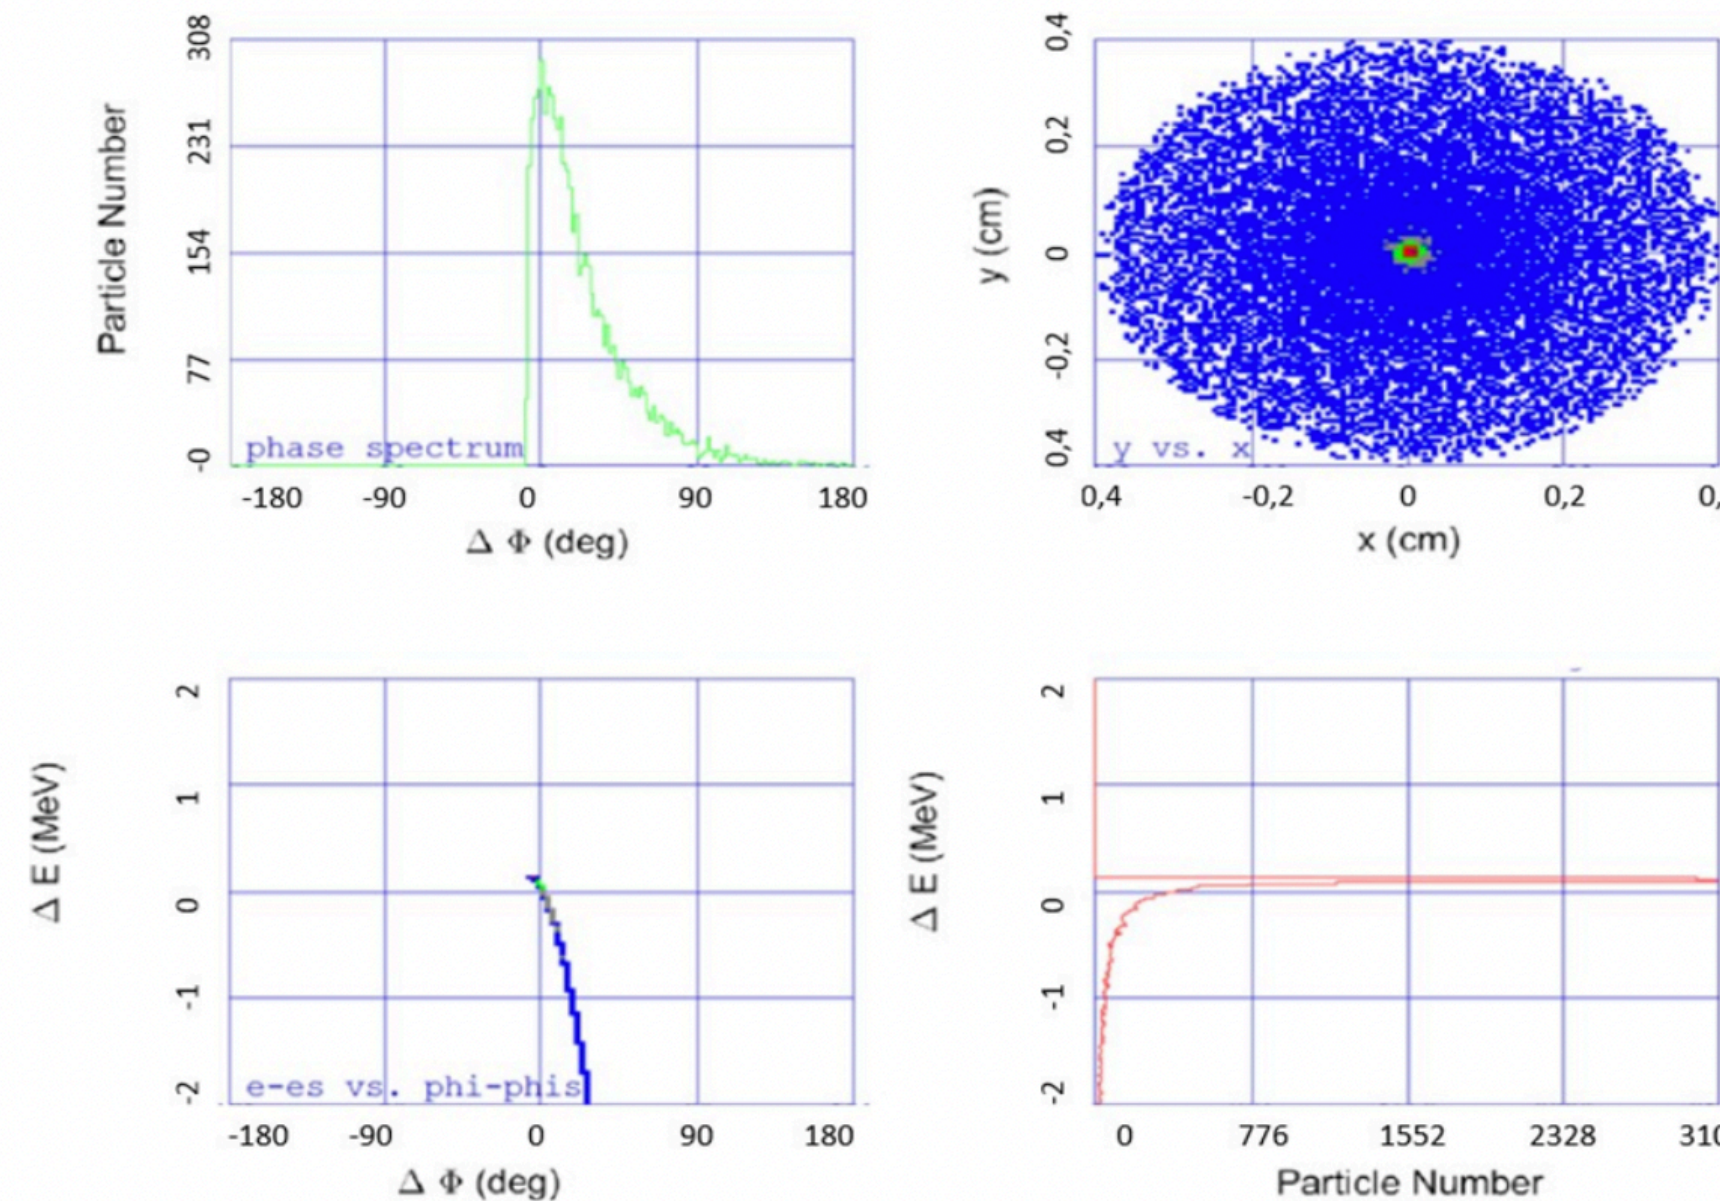 Particle Number
308
231
154
77
-0
phase spectrum
-180 -90 0 90 180
Δ Φ (deg)
y (cm)
0,4
0,2
0
-0,2
0,4
y vs. x
0,4 -0,2 0 0,2 0,
x (cm)
Δ E (MeV)
2
1
0
-1
-2
e-es vs. phi-phis
-180 -90 0 90 180
Δ Φ (deg)
Δ E (MeV)
2
1
0
-1
-2
0 776 1552 2328 310
Particle Number